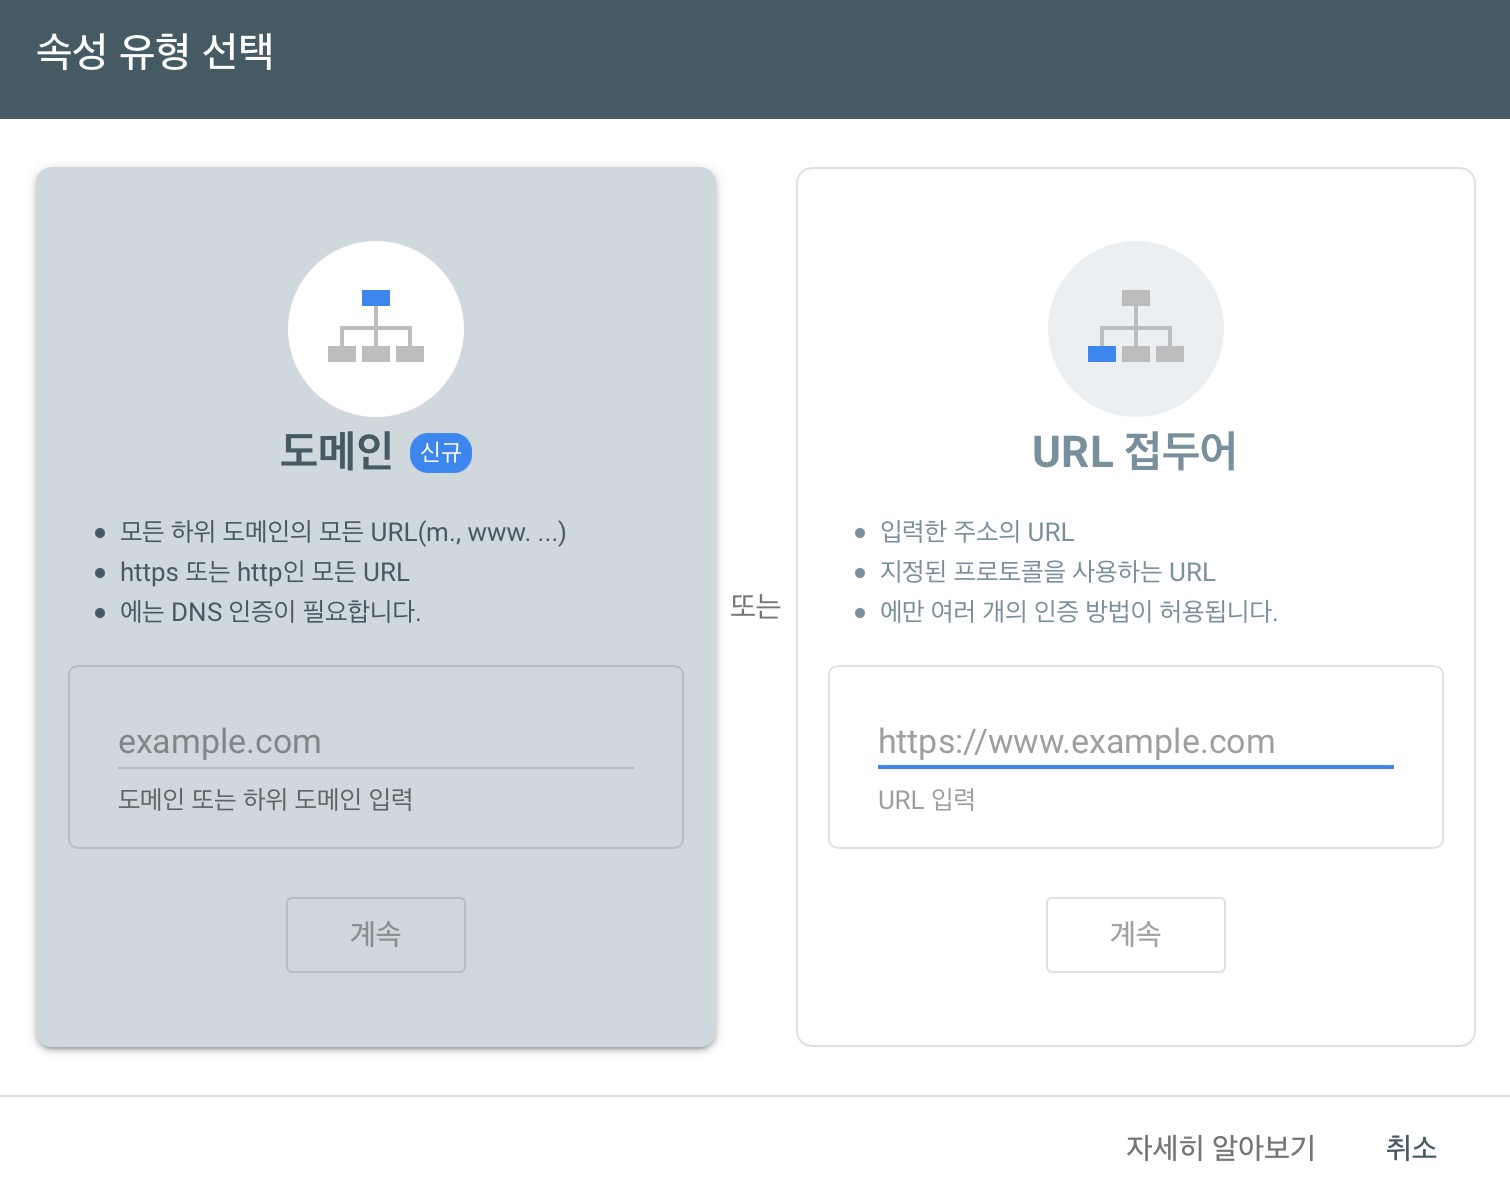 속성 유형 선택
도메인 신규
모든 하위 도메인의 모든 URL(m., www. ...)
https 또는 http인 모든 URL
에는 DNS 인증이 필요합니다.
example.com
도메인 또는 하위 도메인 입력
계속
또는
URL 접두어
입력한 주소의 URL
지정된 프로토콜을 사용하는 URL
에만 여러 개의 인증 방법이 허용됩니다.
https://www.example.com
URL 입력
계속
자세히 알아보기
취소